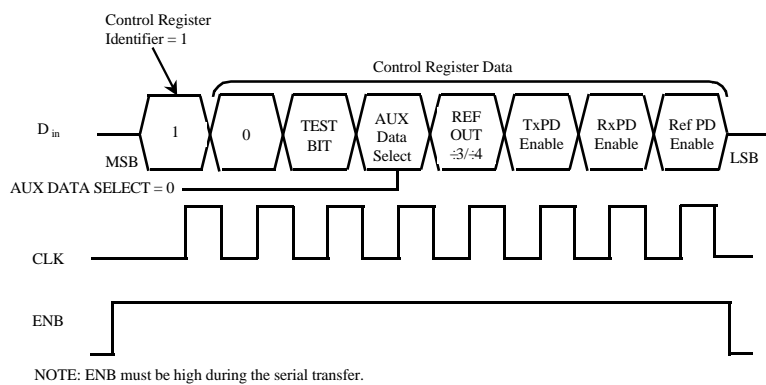 Control Register
Identifier = 1
Control Register Data
D in
MSB
1
0
TEST
BIT
AUX
Data
Select
REF
OUT
÷3/÷4
TxPD
Enable
RxPD
Enable
Ref PD
Enable
LSB
AUX DATA SELECT = 0
CLK
ENB
NOTE: ENB must be high during the serial transfer.